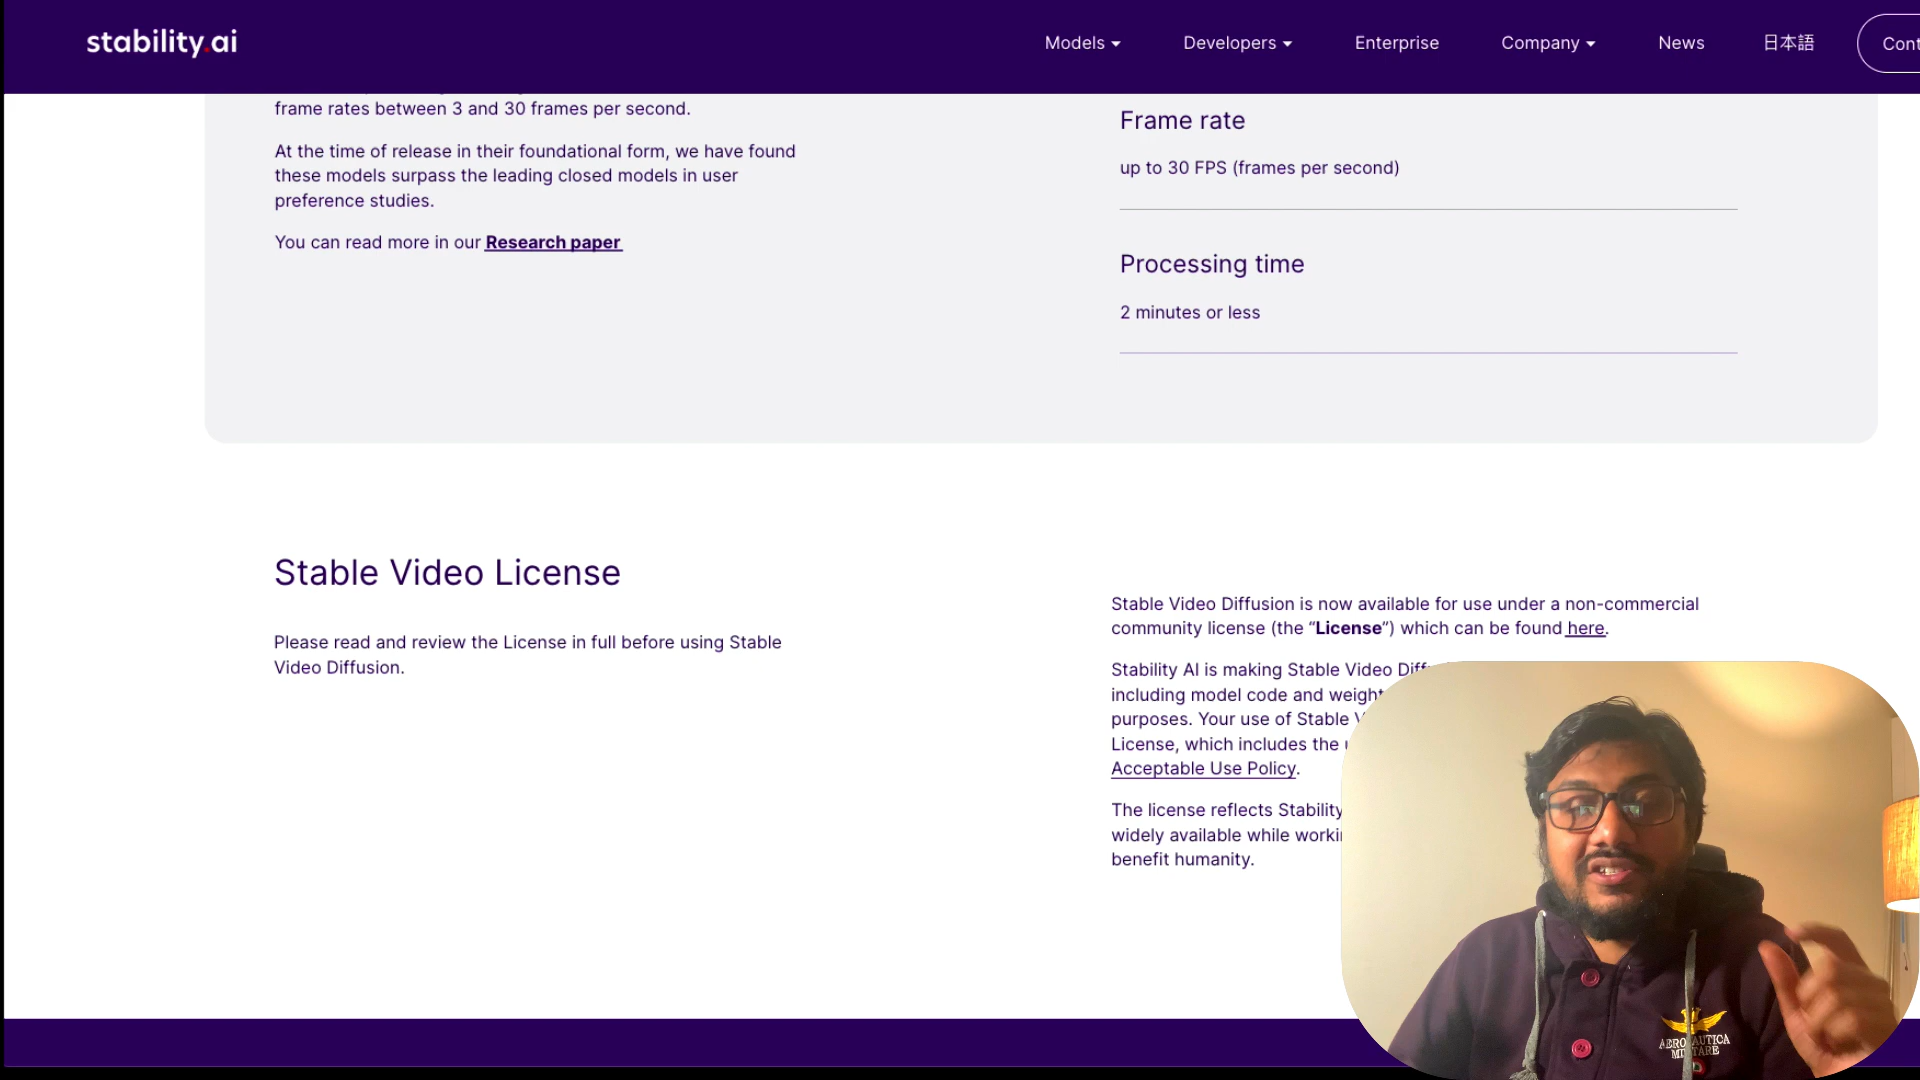 stability.ai
Models
Developers
Enterprise
Company
News
日本語
frame rates between 3 and 30 frames per second.
At the time of release in their foundational form, we have found
these models surpass the leading closed models in user
preference studies.
You can read more in our Research paper
Frame rate
up to 30 FPS (frames per second)
Processing time
2 minutes or less
Stable Video License
Please read and review the License in full before using Stable
Video Diffusion.
Stable Video Diffusion is now available for use under a non-commercial
community license (the “License”) which can be found here.
Stability AI is making Stable Video
including model code and
purposes. Your use of Stable
License, which includes the
Acceptable Use Policy.
The license reflects Stability
widely available while
benefit humanity.
AERONAUTICA
MILITARE